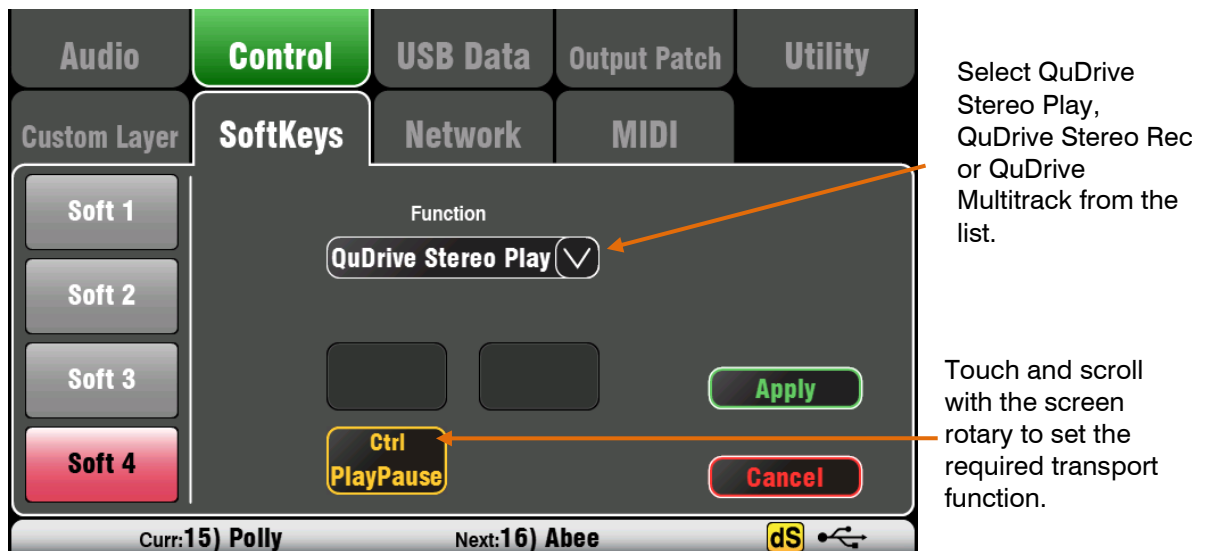 Audio
Control
USB Data
Output Patch
Utility
Custom Layer
SoftKeys
Network
MIDI
Soft 1
Soft 2
Soft 3
Soft 4
Function
QuDrive Stereo Play
Ctrl
PlayPause
Apply
Cancel
Curr:15) Polly
Next:16) Abee
dS
Select QuDrive
Stereo Play,
QuDrive Stereo Rec
or QuDrive
Multitrack from the
list.
Touch and scroll
with the screen
rotary to set the
required transport
function.